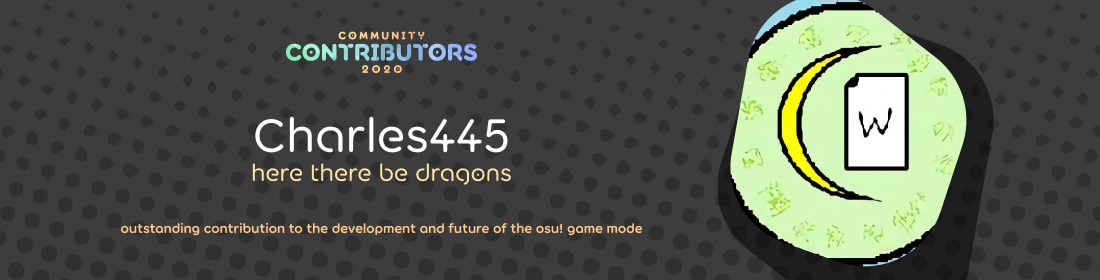 COMMUNITY
CONTRIBUTORS
2020
Charles445
here there be dragons
outstanding contribution to the development and future of the osu! game mode
W